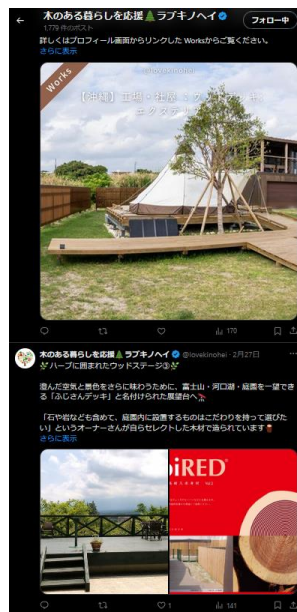 木のある暮らしを応援🌲ラブキノヘイ
フォロー中
1,779 件のポスト
詳しくはプロフィール画面からリンクした Worksからご覧ください。
さらに表示
Works
@lovekinohei
エクステリア
170
木のある暮らしを応援🌲ラブキノヘイ @lovekinohei · 2月27日
🌿ハーブに囲まれたウッドステージ③🌿
澄んだ空気と景色をさらに味わうために、富士山・河口湖・庭園を一望でき
る「ふじさんデッキ」と名付けられた展望台へ
「石や岩なども含めて、庭園内に設置するものはこだわりを持って選びた
い」というオーナーさんが自らセレクトした木材で造られています
さらに表示
iRED
1
141